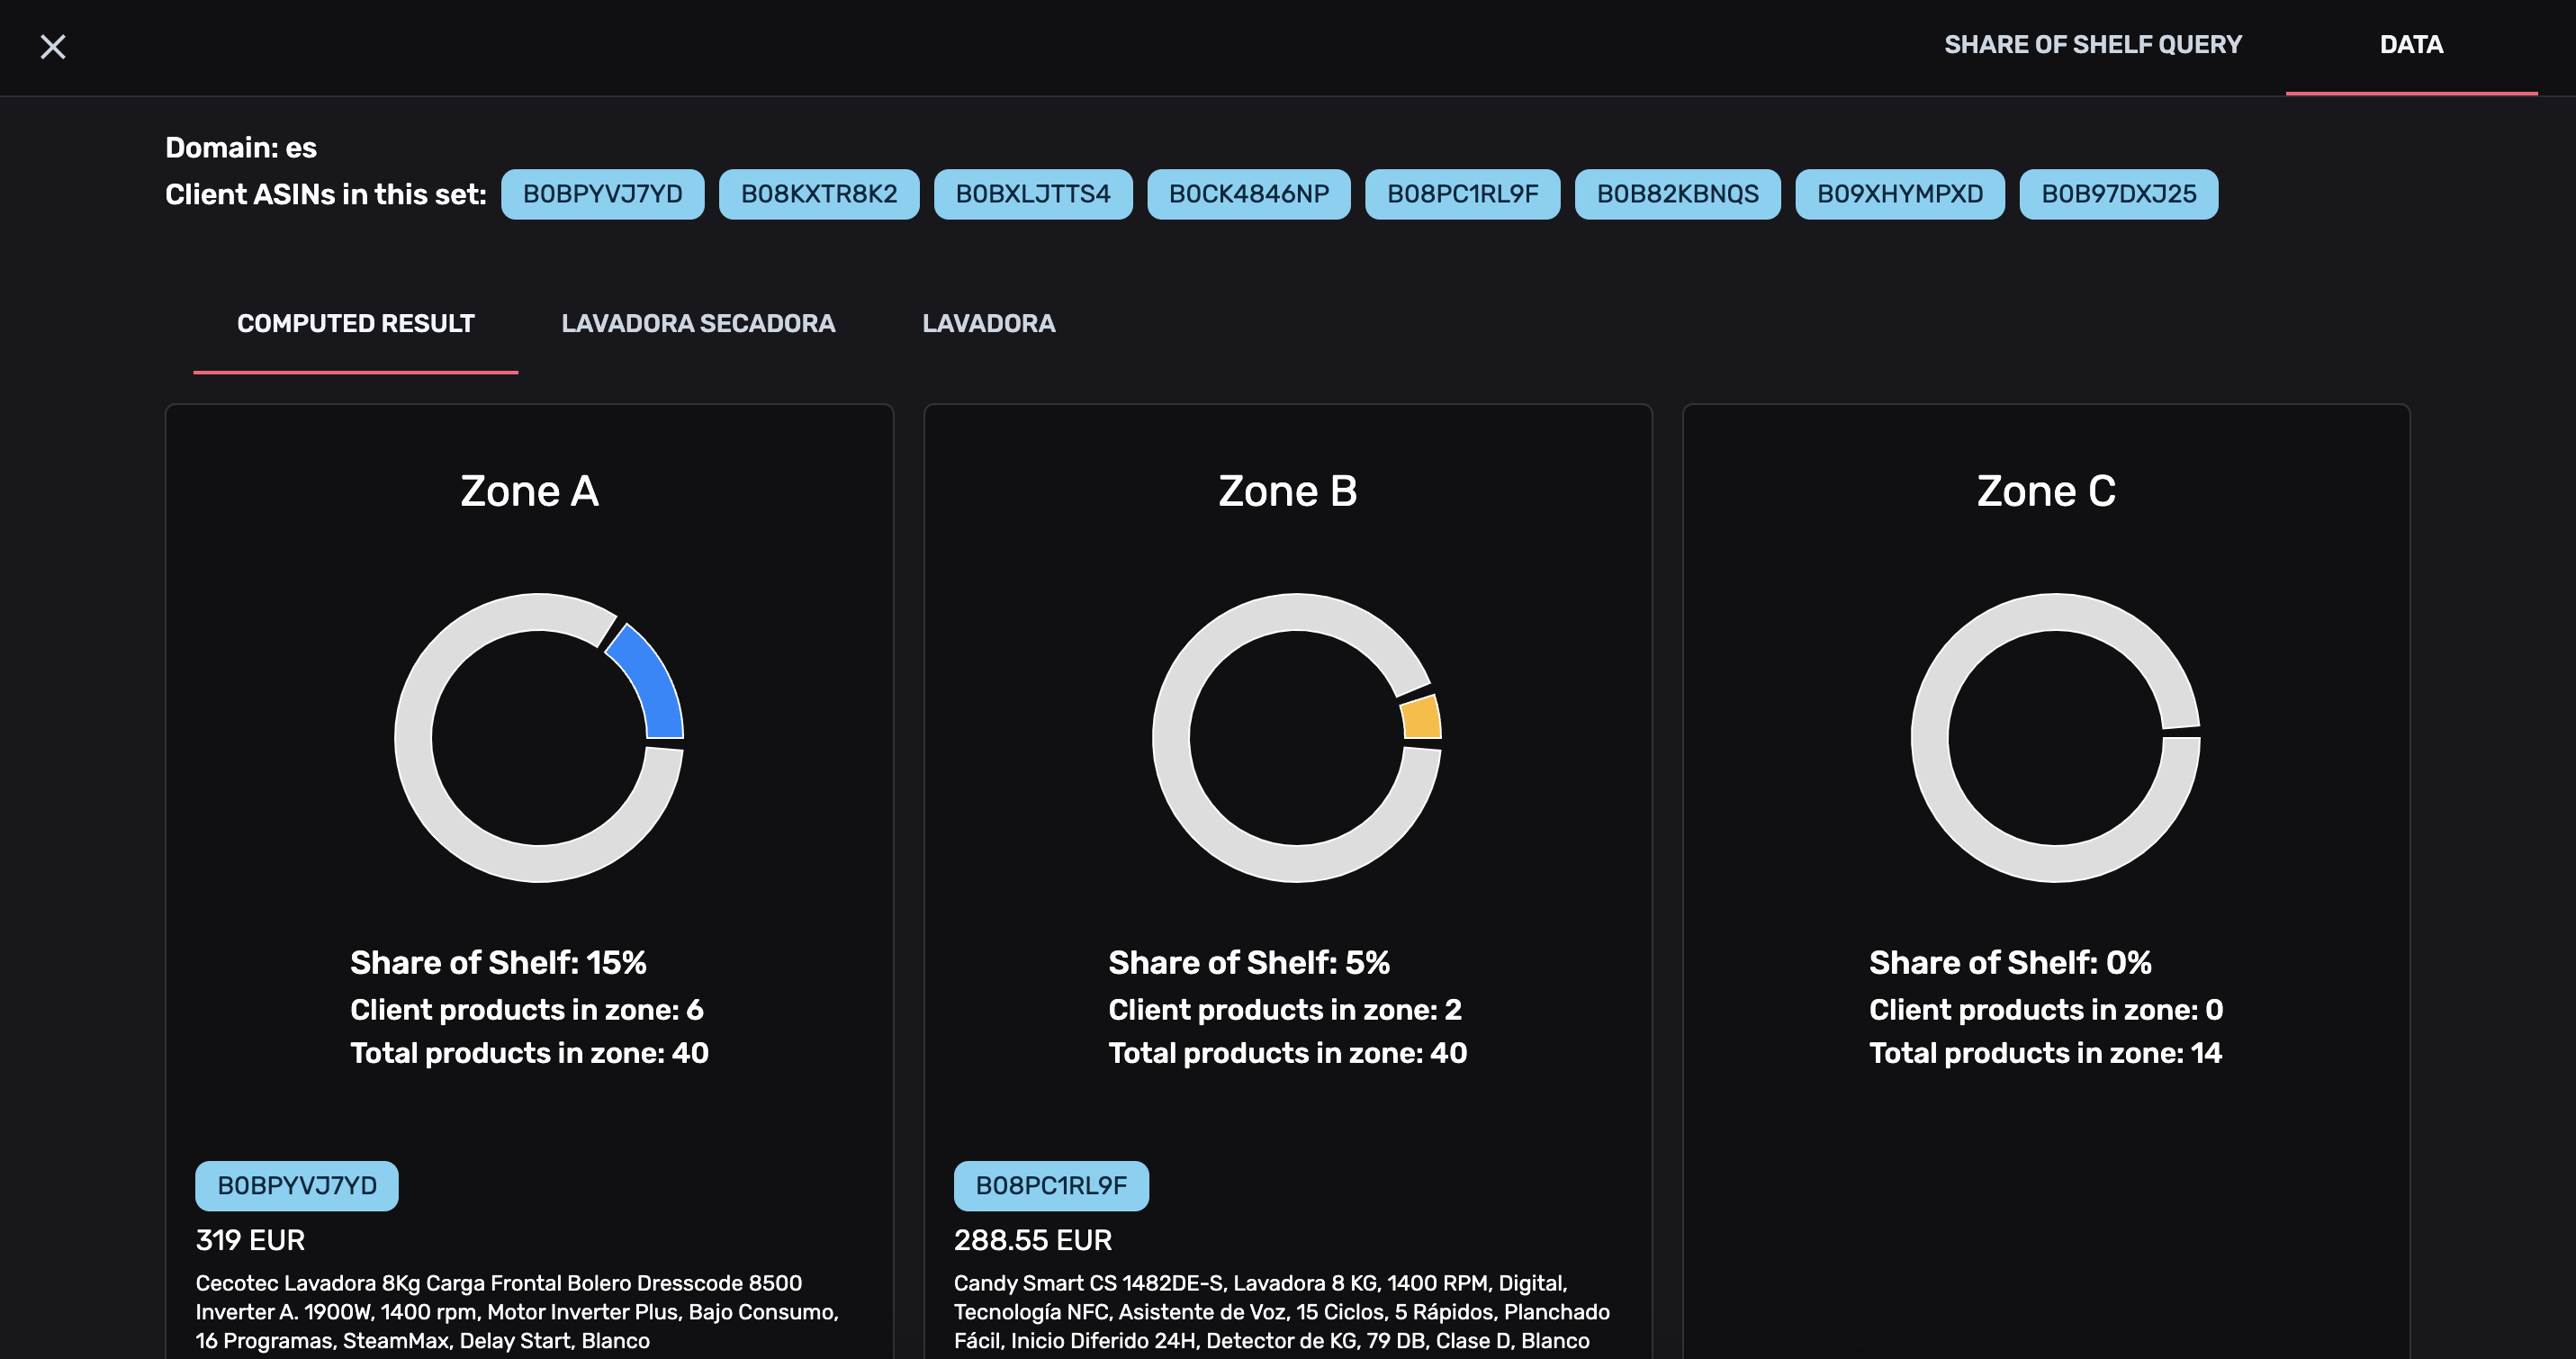 SHARE OF SHELF QUERY DATA
Domain: es
Client ASINs in this set: B0BPYVJ7YD B08KXTR8K2 B0BXLJTTS4 B0CK4846NP B08PC1RL9F B0B82KBNQS B09XHYMPXD B0B97DXJ25
COMPUTED RESULT LAVADORA SECADORA LAVADORA
Zone A
Share of Shelf: 15%
Client products in zone: 6
Total products in zone: 40
B0BPYVJ7YD
319 EUR
Cecotec Lavadora 8Kg Carga Frontal Bolero Dresscode 8500
Inverter A. 1900W, 1400 rpm, Motor Inverter Plus, Bajo Consumo,
16 Programas, SteamMax, Delay Start, Blanco
Zone B
Share of Shelf: 5%
Client products in zone: 2
Total products in zone: 40
B08PC1RL9F
288.55 EUR
Candy Smart CS 1482DE-S, Lavadora 8 KG, 1400 RPM, Digital,
Tecnología NFC, Asistente de Voz, 15 Ciclos, 5 Rápidos, Planchado
Fácil, Inicio Diferido 24H, Detector de KG, 79 DB, Clase D, Blanco
Zone C
Share of Shelf: 0%
Client products in zone: 0
Total products in zone: 14